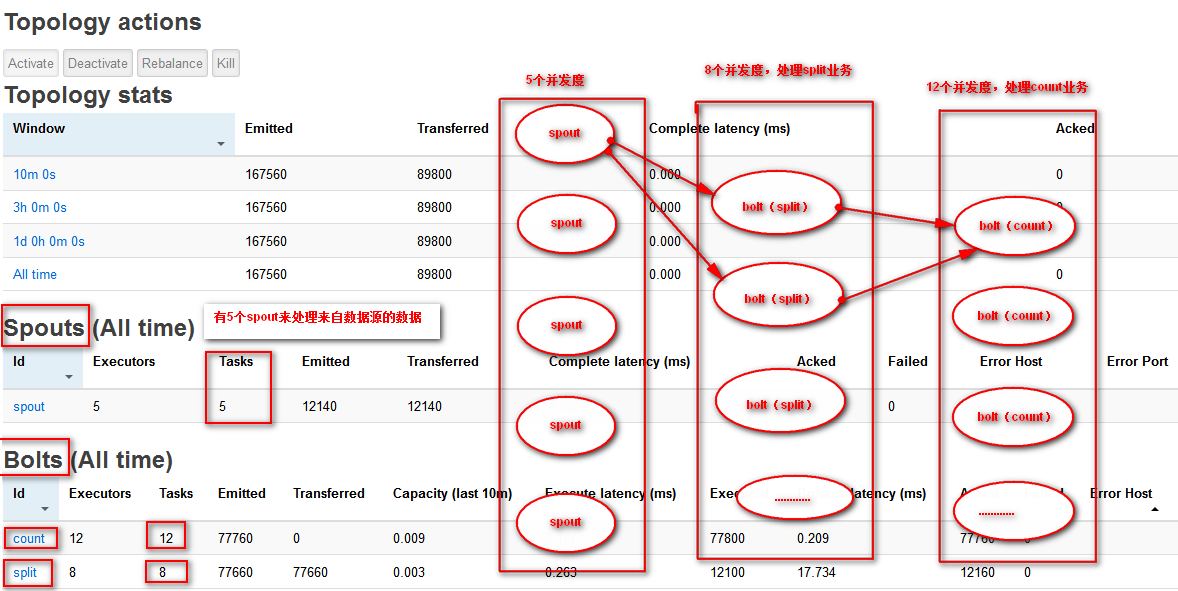 Topology actions
Activate Deactivate Rebalance Kill
Topology stats
5个并发度
8个并发度，处理split业务
12个并发度，处理count业务
Window Emitted Transferred Complete latency (ms) Acked
10m 0s 167560 89800 0.000 0
3h 0m 0s 167560 89800 0.000
1d 0h 0m 0s 167560 89800 0.000 0
All time 167560 89800 0.000 0
spout
spout
spout
spout
spout
bolt（split）
bolt（split）
bolt（split）
............
bolt（count）
bolt（count）
bolt（count）
............
Spouts (All time)
有5个spout来处理来自数据源的数据
Id Executors Tasks Emitted Transferred Complete latency (ms) Acked Failed Error Host Error Port
spout 5 5 12140 12140 0
Bolts (All time)
Id Executors Tasks Emitted Transferred Capacity (last 10m) Execute latency (ms) latency (ms) Error Host
count 12 12 77760 0 0.009 77800 0.209 77760
split 8 8 77660 77660 0.003 0.263 12100 17.734 12160 0